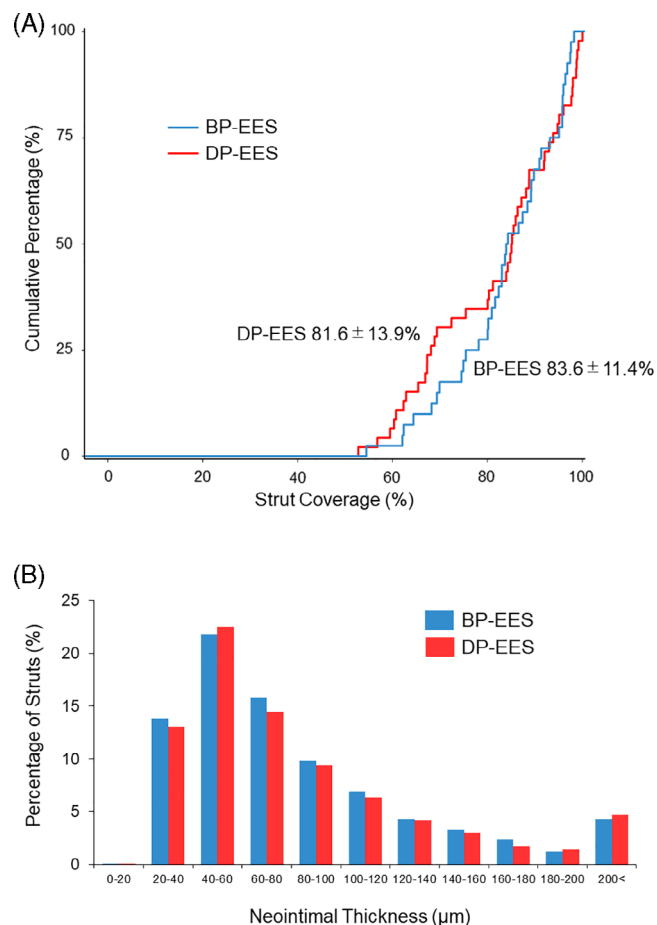 (A)
100
75
50
25
0
Cumulative Percentage (%)
BP-EES
DP-EES
DP-EES 81.6 ± 13.9%
BP-EES 83.6 ± 11.4%
0 20 40 60 80 100
Strut Coverage (%)
(B)
25
20
15
10
5
0
Percentage of Struts (%)
BP-EES
DP-EES
0-20 20-40 40-60 60-80 80-100 100-120 120-140 140-160 160-180 180-200 200<
Neointimal Thickness (µm)